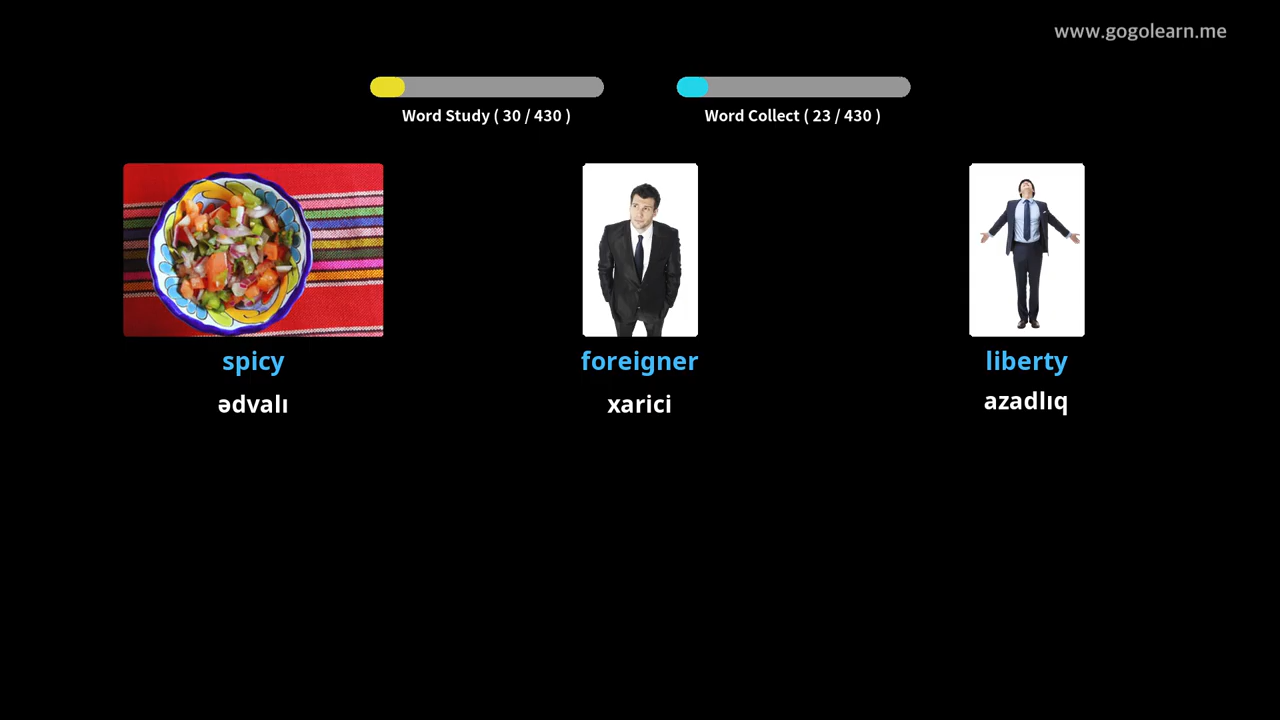 www.gogolearn.me
Word Study ( 30 / 430 )
Word Collect ( 23 / 430 )
spicy
foreigner
liberty
ədvalı
xarici
azadlıq